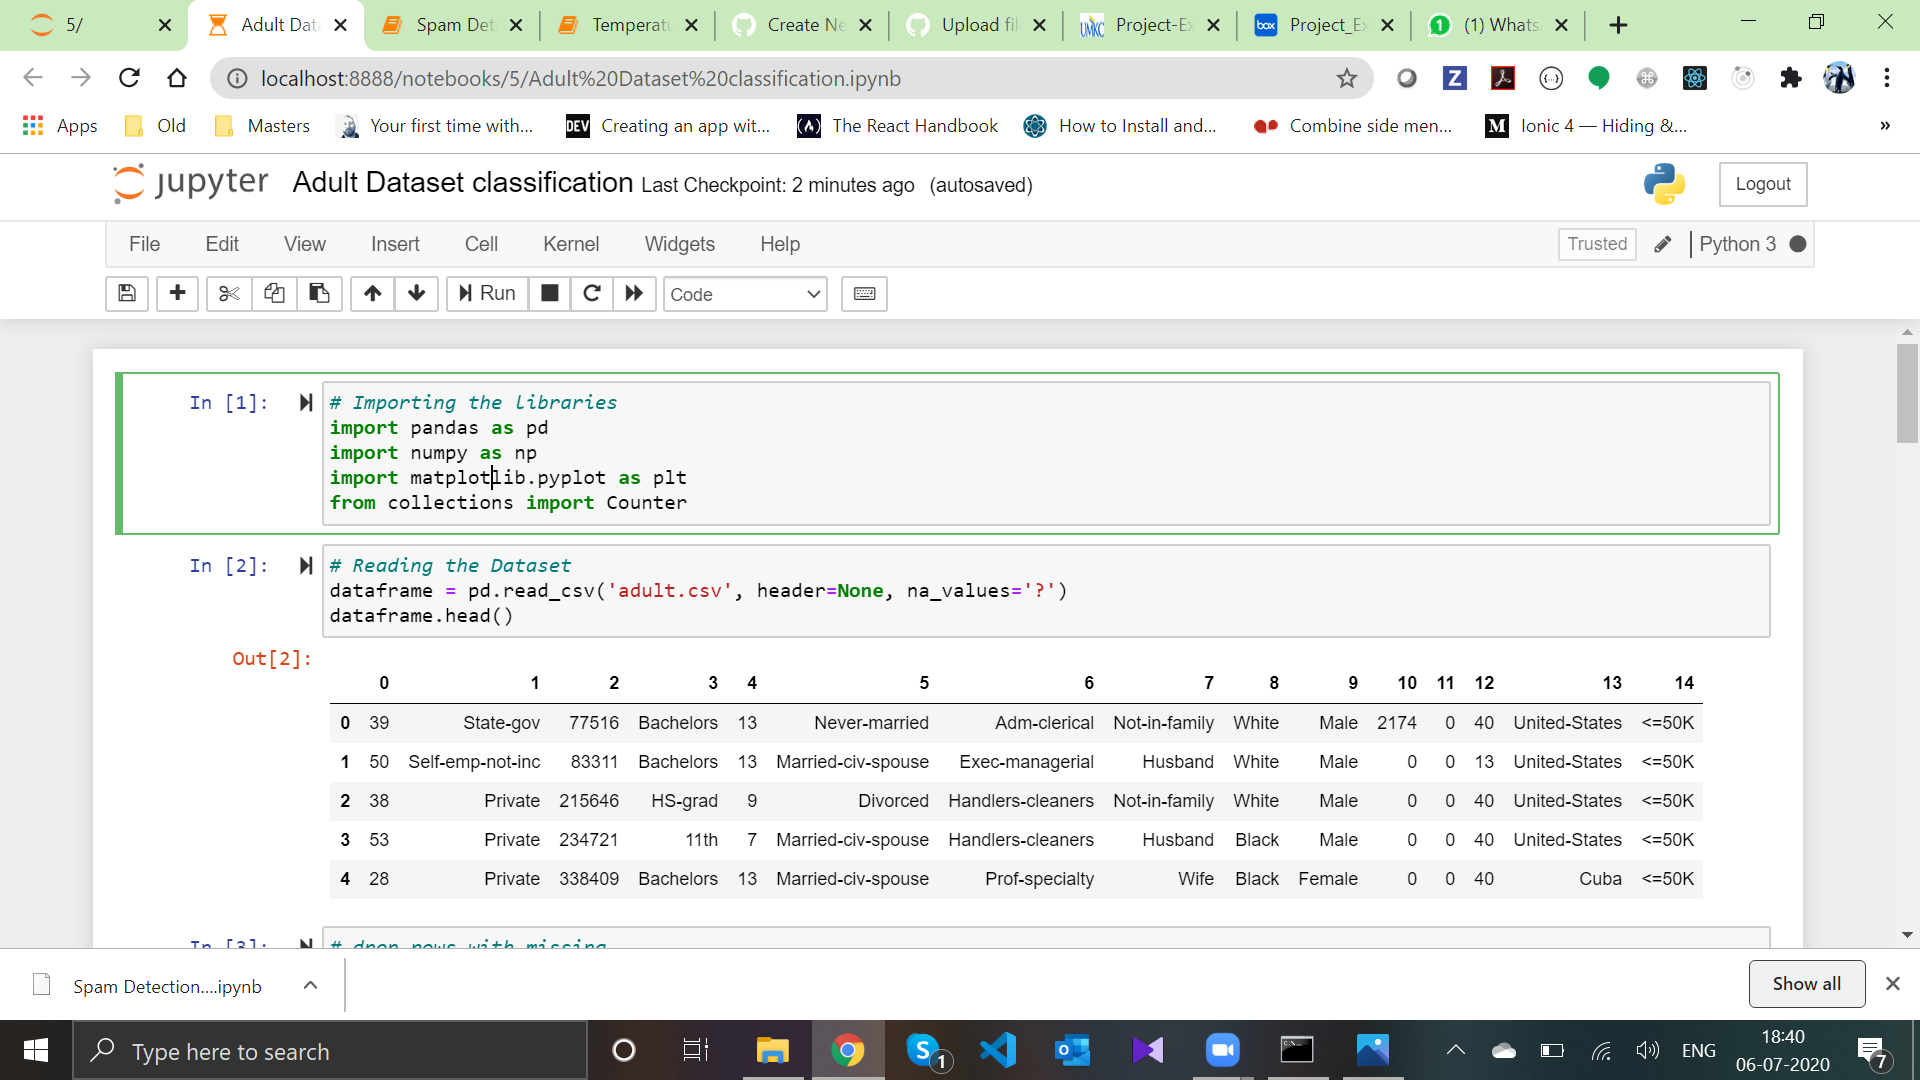 5/
Adult Data
Spam Det
Temperatu
Create Ne
Upload fil
Project-Ex
Project_Ex
(1) Whats
localhost:8888/notebooks/5/Adult%20Dataset%20classification.ipynb
Apps
Old
Masters
Your first time with...
DEV
Creating an app wit...
The React Handbook
How to Install and...
Combine side men...
Ionic 4 — Hiding &...
»
jupyter
Adult Dataset classification
Last Checkpoint: 2 minutes ago (autosaved)
Logout
File Edit View Insert Cell Kernel Widgets Help
Trusted
Python 3
Run
Code
In [1]:
# Importing the libraries
import pandas as pd
import numpy as np
import matplotlib.pyplot as plt
from collections import Counter
In [2]:
# Reading the Dataset
dataframe = pd.read_csv('adult.csv', header=None, na_values='?')
dataframe.head()
Out[2]:
0 1 2 3 4 5 6 7 8 9 10 11 12 13 14
0 39 State-gov 77516 Bachelors 13 Never-married Adm-clerical Not-in-family White Male 2174 0 40 United-States <=50K
1 50 Self-emp-not-inc 83311 Bachelors 13 Married-civ-spouse Exec-managerial Husband White Male 0 0 13 United-States <=50K
2 38 Private 215646 HS-grad 9 Divorced Handlers-cleaners Not-in-family White Male 0 0 40 United-States <=50K
3 53 Private 234721 11th 7 Married-civ-spouse Handlers-cleaners Husband Black Male 0 0 40 United-States <=50K
4 28 Private 338409 Bachelors 13 Married-civ-spouse Prof-specialty Wife Black Female 0 0 40 Cuba <=50K
In [3]:
# drop rows with missing
Spam Detection....ipynb
Show all
Type here to search
1
ENG
18:40
06-07-2020
7